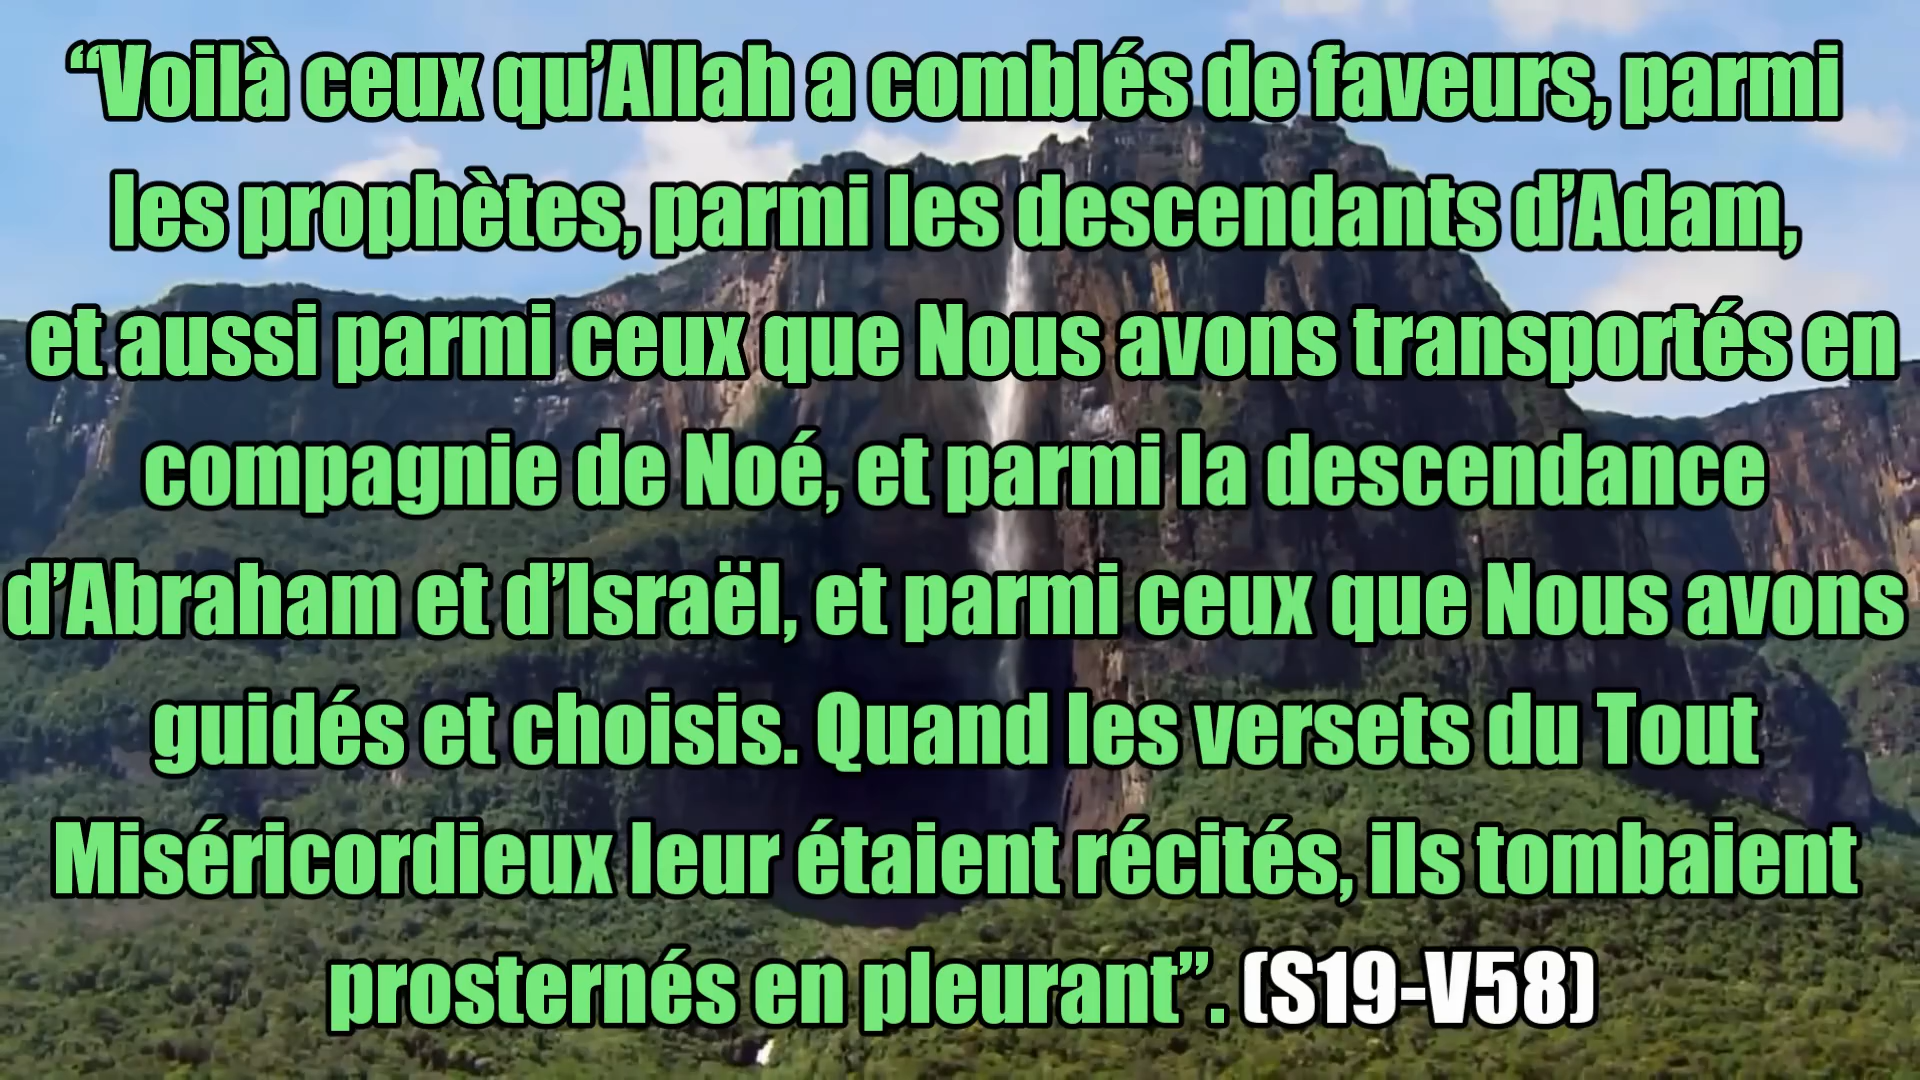 “Voilà ceux qu’Allah a comblés de faveurs, parmi
les prophètes, parmi les descendants d’Adam,
et aussi parmi ceux que Nous avons transportés en
compagnie de Noé, et parmi la descendance
d’Abraham et d’Israël, et parmi ceux que Nous avons
guidés et choisis. Quand les versets du Tout
Miséricordieux leur étaient récités, ils tombaient
prosternés en pleurant”. (S19-V58)